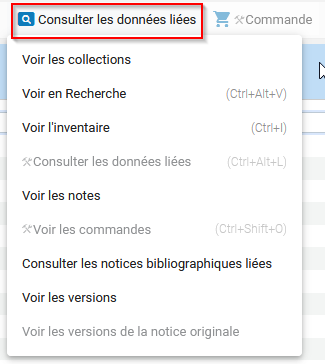 Consulter les données liées Commande
Voir les collections
Voir en Recherche (Ctrl+Alt+V)
Voir l'inventaire (Ctrl+I)
Consulter les données liées (Ctrl+Alt+L)
Voir les notes
Voir les commandes (Ctrl+Shift+O)
Consulter les notices bibliographiques liées
Voir les versions
Voir les versions de la notice originale